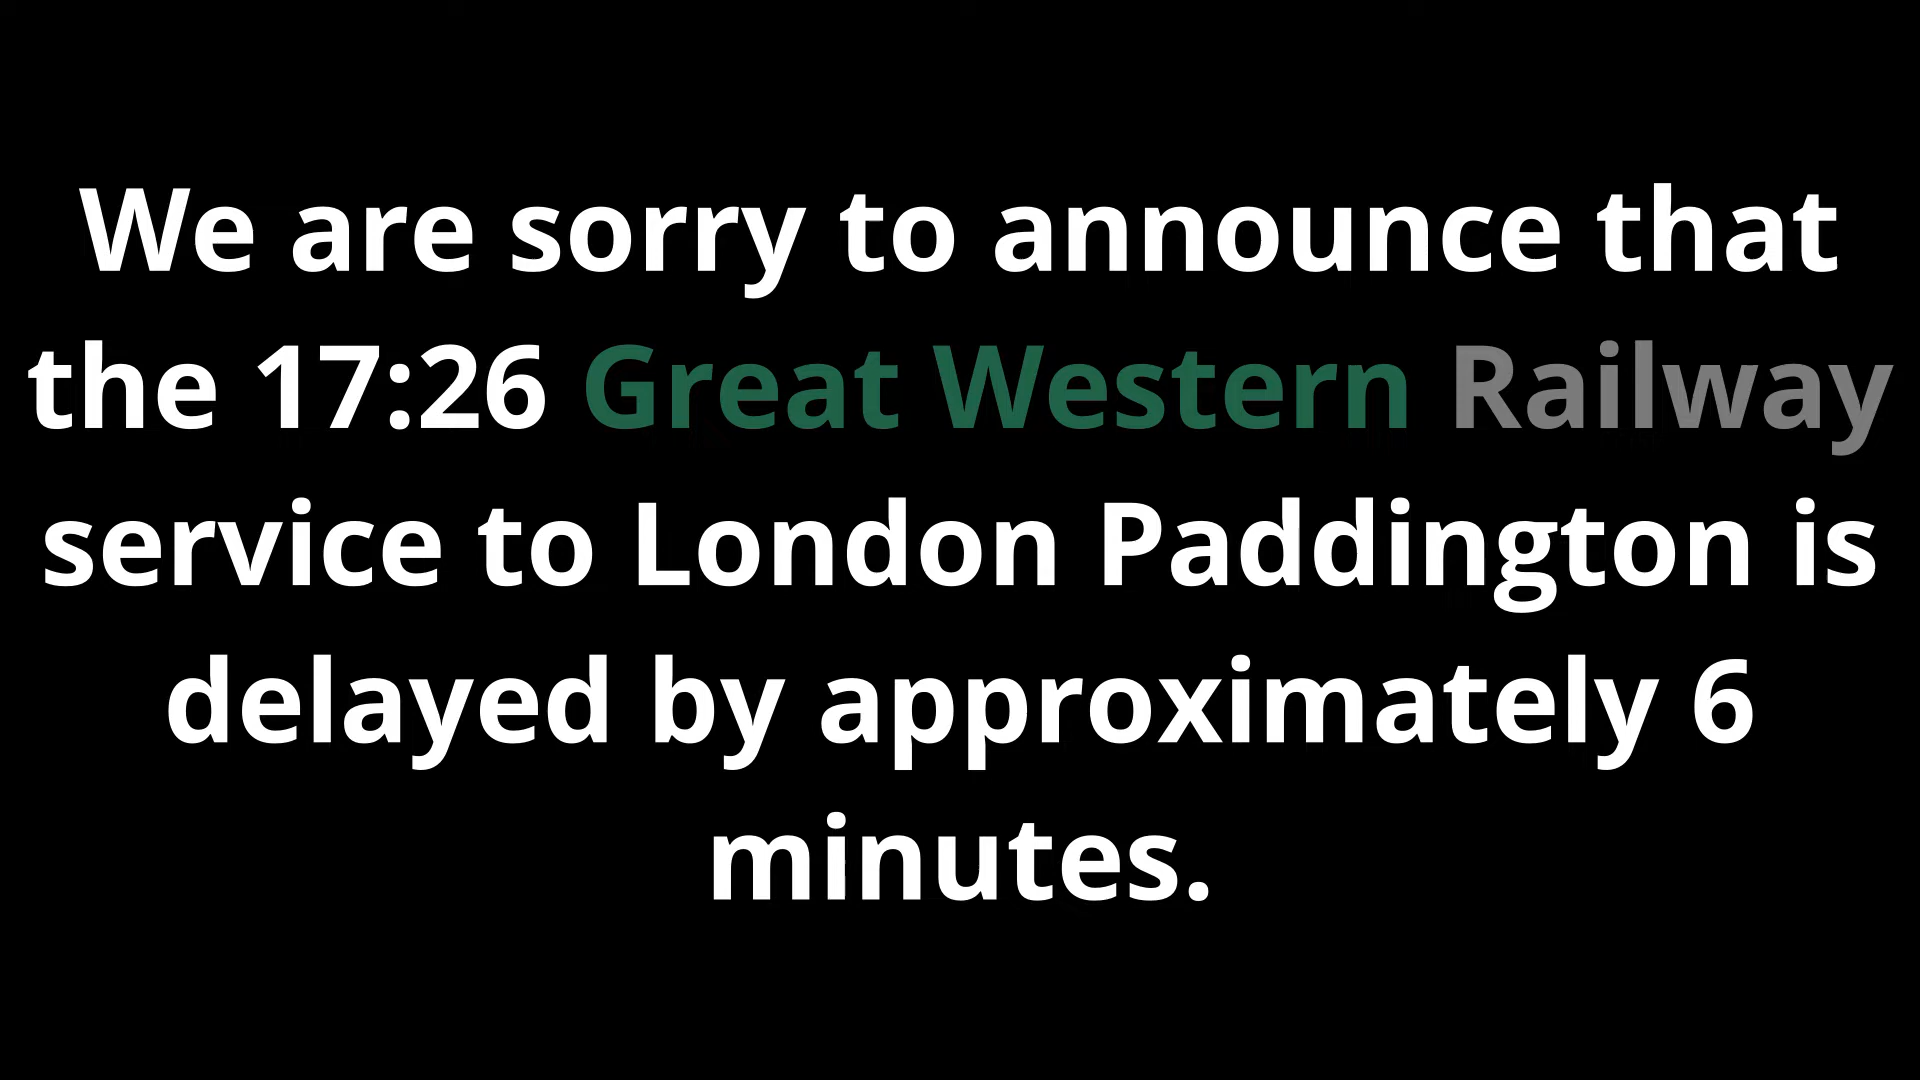 We are sorry to announce that
the 17:26 Great Western Railway
service to London Paddington is
delayed by approximately 6
minutes.